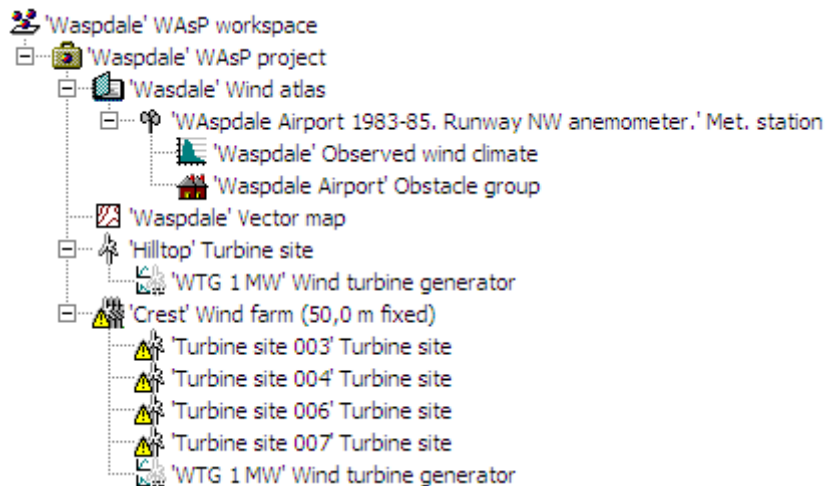 'Waspdale' WAsP workspace
'Waspdale' WAsP project
'Wasdale' Wind atlas
'WAspdale Airport 1983-85. Runway NW anemometer.' Met. station
'Waspdale' Observed wind climate
'Waspdale Airport' Obstacle group
'Waspdale' Vector map
'Hilltop' Turbine site
'WTG 1 MW' Wind turbine generator
'Crest' Wind farm (50,0 m fixed)
'Turbine site 003' Turbine site
'Turbine site 004' Turbine site
'Turbine site 006' Turbine site
'Turbine site 007' Turbine site
'WTG 1 MW' Wind turbine generator